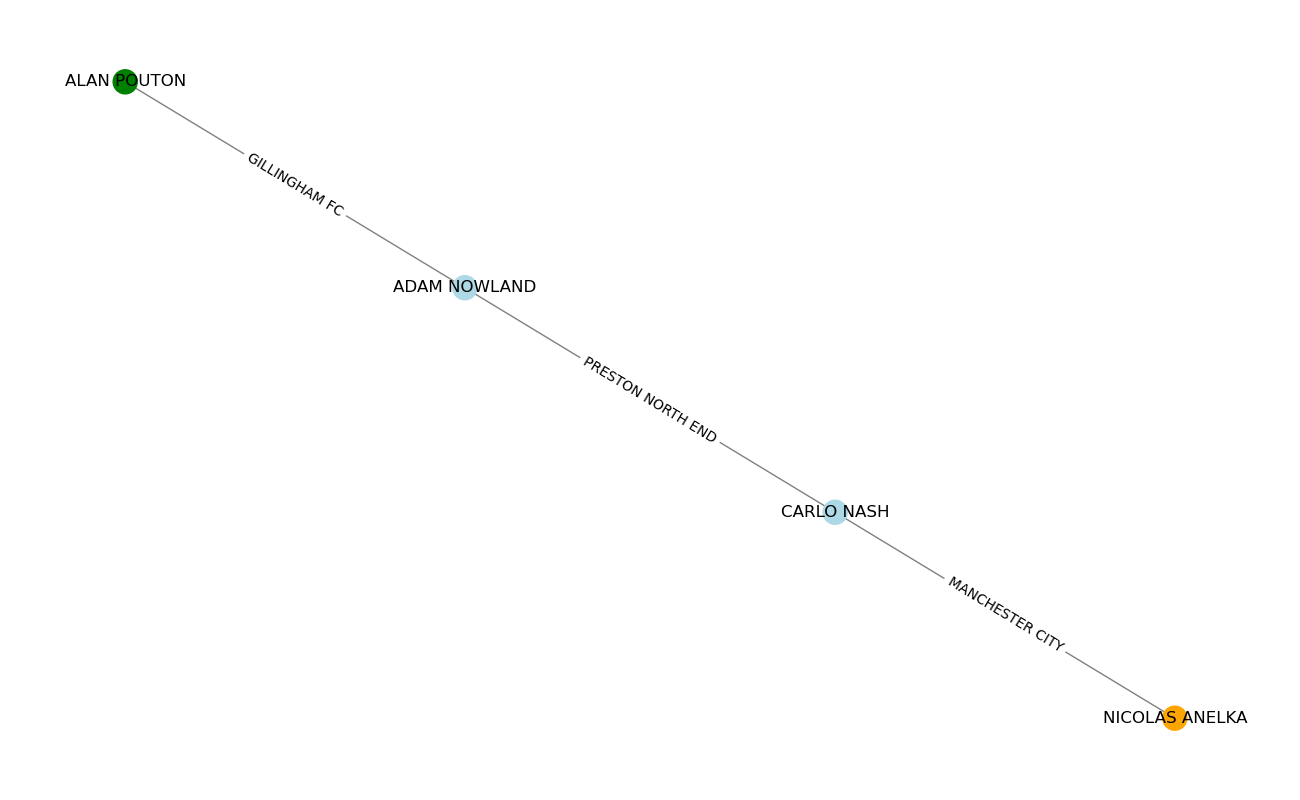 ALAN POUTON
GILLINGHAM FC
ADAM NOWLAND
PRESTON NORTH END
CARLO NASH
MANCHESTER CITY
NICOLAS ANELKA